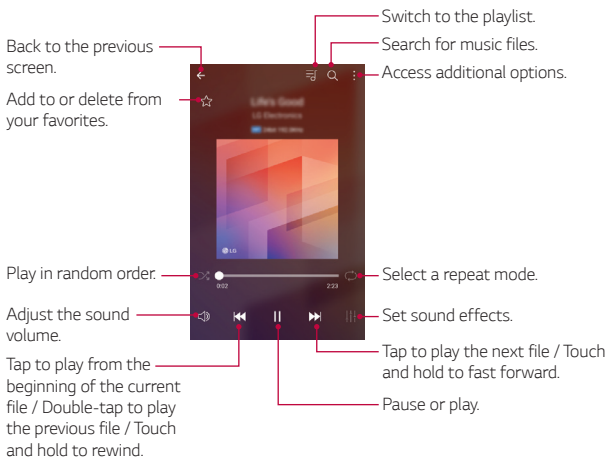 Switch to the playlist.
Search for music files.
Access additional options.
Back to the previous
screen.
Add to or delete from
your favorites.
Life's Good
LG Electronics
LG
0:02
2:23
Play in random order.
Select a repeat mode.
Adjust the sound
volume.
Set sound effects.
Tap to play from the
beginning of the current
file / Double-tap to play
the previous file / Touch
and hold to rewind.
Tap to play the next file / Touch
and hold to fast forward.
Pause or play.